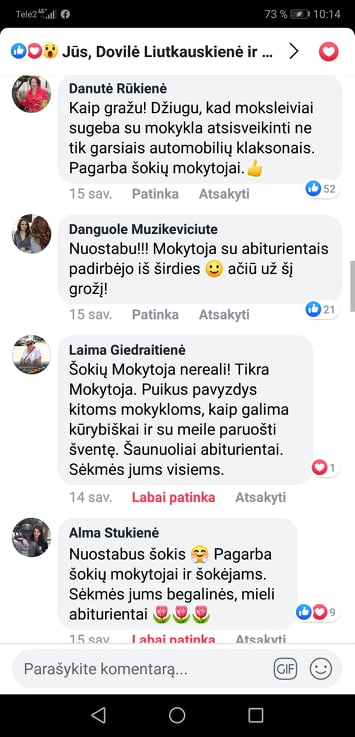 Tele2 4G 73 % 10:14
Jūs, Dovilė Liutkauskienė ir ...
Danutė Rūkienė
Kaip gražu! Džiugu, kad moksleiviai
sugeba su mokykla atsisveikinti ne
tik garsiais automobilių klaksonais.
Pagarba šokių mokytojai.👍
52
15 sav. Patinka Atsakyti
Danguole Muzikeviciute
Nuostabu!!! Mokytoja su abiturientais
padirbėjo iš širdies 🙂 ačiū už šį
grožį!
21
15 sav. Patinka Atsakyti
Laima Giedraitienė
Šokių Mokytoja nereali! Tikra
Mokytoja. Puikus pavyzdys
kitoms mokykloms, kaip galima
kūrybiškai ir su meile paruošti
šventę. Šaunuoliai abiturientai.
Sėkmės jums visiems.
1
14 sav. Labai patinka Atsakyti
Alma Stukienė
Nuostabus šokis 🤗 Pagarba
šokių mokytojai ir šokėjams.
Sėkmės jums begalinės, mieli
abiturientai 🌷🌷🌷
9
15 sav. Labai patinka Atsakyti
Parašykite komentarą... GIF